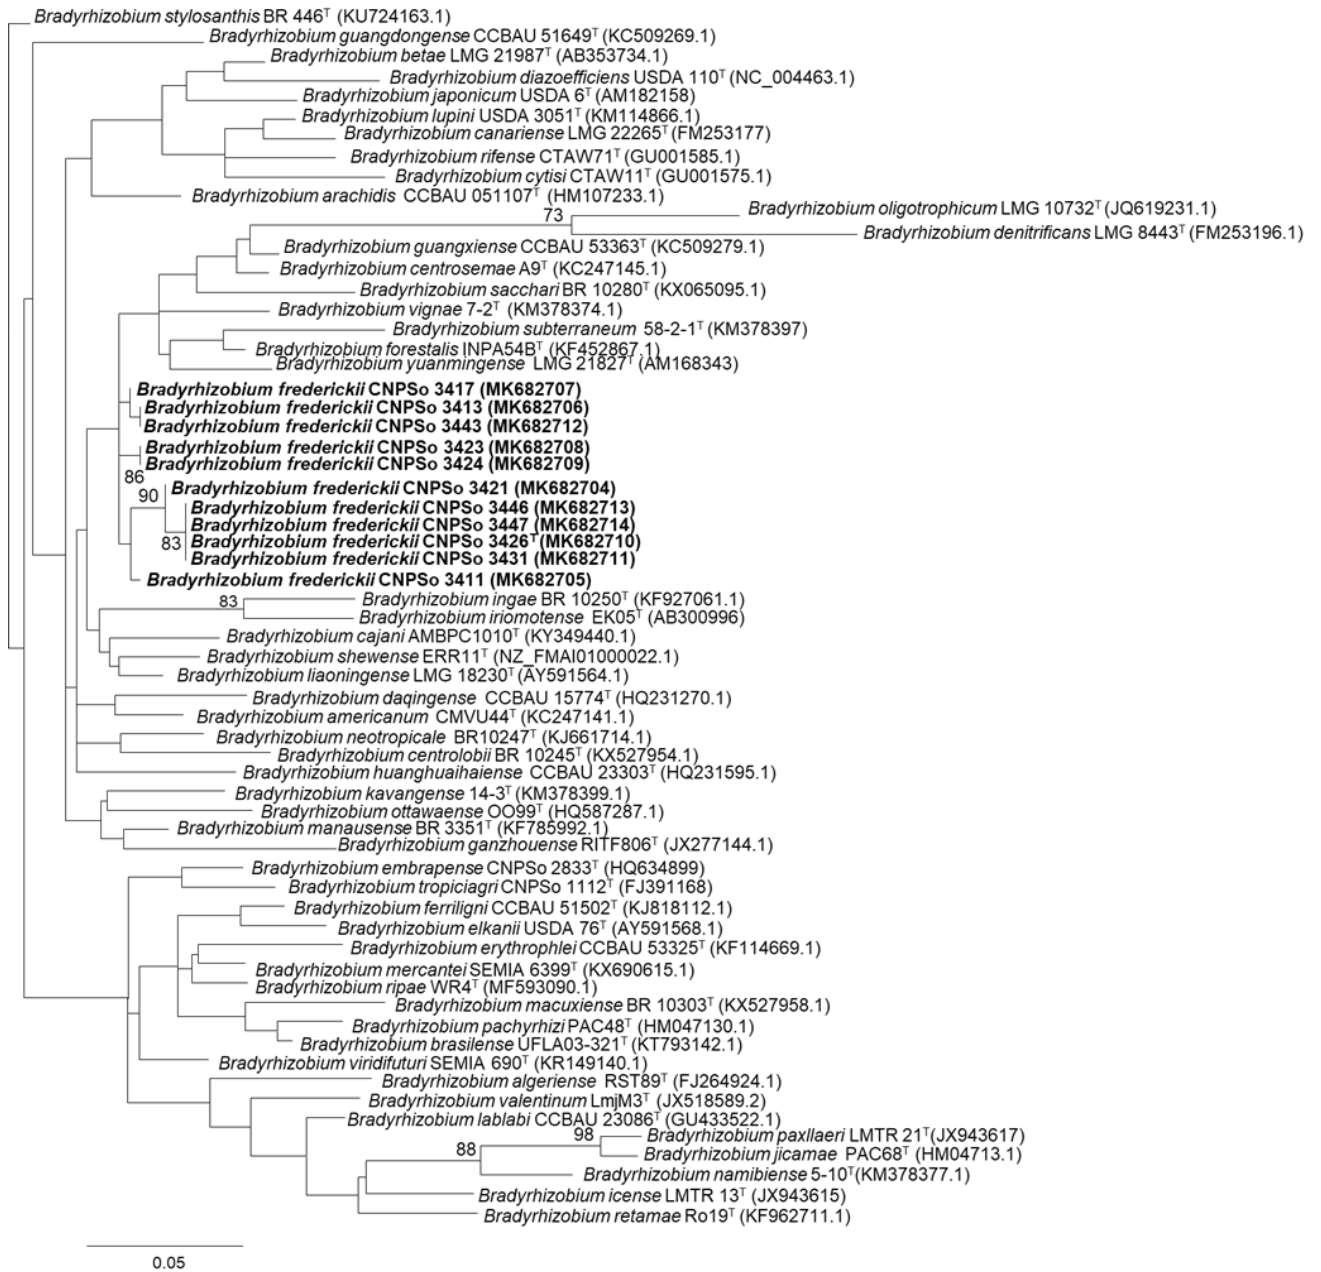 Bradyrhizobium stylosanthis BR 446ᵀ (KU724163.1)
Bradyrhizobium guangdongense CCBAU 51649ᵀ (KC509269.1)
Bradyrhizobium betae LMG 21987ᵀ (AB353734.1)
Bradyrhizobium diazoefficiens USDA 110ᵀ (NC_004463.1)
Bradyrhizobium japonicum USDA 6ᵀ (AM182158)
Bradyrhizobium lupini USDA 3051ᵀ (KM114866.1)
Bradyrhizobium canariense LMG 22265ᵀ (FM253177)
Bradyrhizobium rifense CTAW71ᵀ (GU001585.1)
Bradyrhizobium cytisi CTAW11ᵀ (GU001575.1)
Bradyrhizobium arachidis CCBAU 051107ᵀ (HM107233.1)
Bradyrhizobium oligotrophicum LMG 10732ᵀ (JQ619231.1)
73
Bradyrhizobium denitrificans LMG 8443ᵀ (FM253196.1)
Bradyrhizobium guangxiense CCBAU 53363ᵀ (KC509279.1)
Bradyrhizobium centrosemae A9ᵀ (KC247145.1)
Bradyrhizobium sacchari BR 10280ᵀ (KX065095.1)
Bradyrhizobium vignae 7-2ᵀ (KM378374.1)
Bradyrhizobium subterraneum 58-2-1ᵀ (KM378397)
Bradyrhizobium forestalis INPA54Bᵀ (KF452867.1)
Bradyrhizobium yuanmingense LMG 21827ᵀ (AM168343)
Bradyrhizobium frederickii CNPSo 3417 (MK682707)
Bradyrhizobium frederickii CNPSo 3413 (MK682706)
Bradyrhizobium frederickii CNPSo 3443 (MK682712)
Bradyrhizobium frederickii CNPSo 3423 (MK682708)
Bradyrhizobium frederickii CNPSo 3424 (MK682709)
86
Bradyrhizobium frederickii CNPSo 3421 (MK682704)
90
Bradyrhizobium frederickii CNPSo 3446 (MK682713)
Bradyrhizobium frederickii CNPSo 3447 (MK682714)
83
Bradyrhizobium frederickii CNPSo 3426ᵀ(MK682710)
Bradyrhizobium frederickii CNPSo 3431 (MK682711)
Bradyrhizobium frederickii CNPSo 3411 (MK682705)
83
Bradyrhizobium ingae BR 10250ᵀ (KF927061.1)
Bradyrhizobium iriomotense EK05ᵀ (AB300996)
Bradyrhizobium cajani AMBPC1010ᵀ (KY349440.1)
Bradyrhizobium shewense ERR11ᵀ (NZ_FMAI01000022.1)
Bradyrhizobium liaoningense LMG 18230ᵀ (AY591564.1)
Bradyrhizobium daqingense CCBAU 15774ᵀ (HQ231270.1)
Bradyrhizobium americanum CMVU44ᵀ (KC247141.1)
Bradyrhizobium neotropicale BR10247ᵀ (KJ661714.1)
Bradyrhizobium centrolobii BR 10245ᵀ (KX527954.1)
Bradyrhizobium huanghuaihaiense CCBAU 23303ᵀ (HQ231595.1)
Bradyrhizobium kavangense 14-3ᵀ (KM378399.1)
Bradyrhizobium ottawaense OO99ᵀ (HQ587287.1)
Bradyrhizobium manausense BR 3351ᵀ (KF785992.1)
Bradyrhizobium ganzhouense RITF806ᵀ (JX277144.1)
Bradyrhizobium embrapense CNPSo 2833ᵀ (HQ634899)
Bradyrhizobium tropiciagri CNPSo 1112ᵀ (FJ391168)
Bradyrhizobium ferriligni CCBAU 51502ᵀ (KJ818112.1)
Bradyrhizobium elkanii USDA 76ᵀ (AY591568.1)
Bradyrhizobium erythrophlei CCBAU 53325ᵀ (KF114669.1)
Bradyrhizobium mercantei SEMIA 6399ᵀ (KX690615.1)
Bradyrhizobium ripae WR4ᵀ (MF593090.1)
Bradyrhizobium macuxiense BR 10303ᵀ (KX527958.1)
Bradyrhizobium pachyrhizi PAC48ᵀ (HM047130.1)
Bradyrhizobium brasilense UFLA03-321ᵀ (KT793142.1)
Bradyrhizobium viridifuturi SEMIA 690ᵀ (KR149140.1)
Bradyrhizobium algeriense RST89ᵀ (FJ264924.1)
Bradyrhizobium valentinum LmjM3ᵀ (JX518589.2)
Bradyrhizobium lablabi CCBAU 23086ᵀ (GU433522.1)
98
Bradyrhizobium paxllaeri LMTR 21ᵀ(JX943617)
88
Bradyrhizobium jicamae PAC68ᵀ (HM04713.1)
Bradyrhizobium namibiense 5-10ᵀ(KM378377.1)
Bradyrhizobium icense LMTR 13ᵀ (JX943615)
Bradyrhizobium retamae Ro19ᵀ (KF962711.1)
0.05